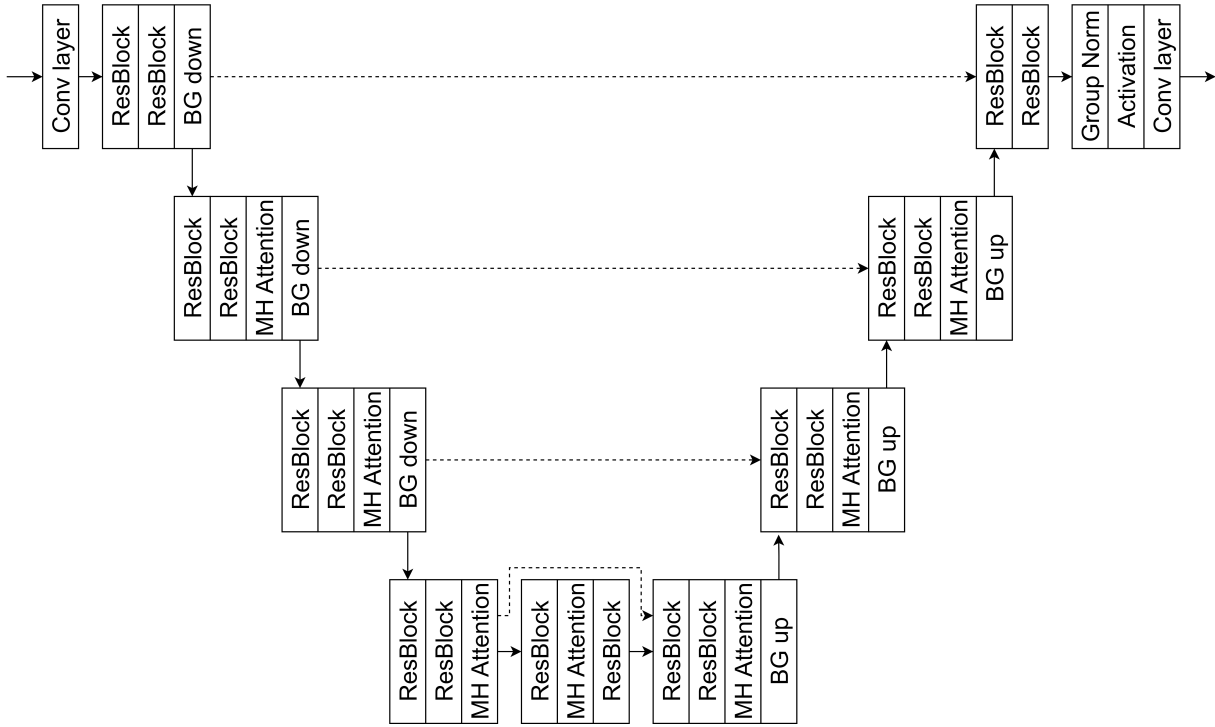 Conv layer
ResBlock
ResBlock
BG down
ResBlock
ResBlock
Group Norm
Activation
Conv layer
ResBlock
ResBlock
MH Attention
BG down
ResBlock
ResBlock
MH Attention
BG up
ResBlock
ResBlock
MH Attention
BG down
ResBlock
ResBlock
MH Attention
BG up
ResBlock
ResBlock
MH Attention
ResBlock
MH Attention
ResBlock
ResBlock
ResBlock
MH Attention
BG up